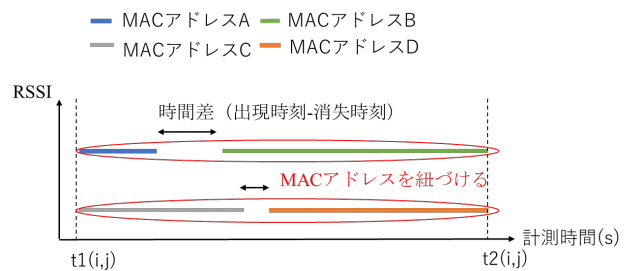 MACアドレスA MACアドレスB
MACアドレスC MACアドレスD
RSSI
時間差（出現時刻-消失時刻）
MACアドレスを紐づける
計測時間(s)
t1(i,j) t2(i,j)